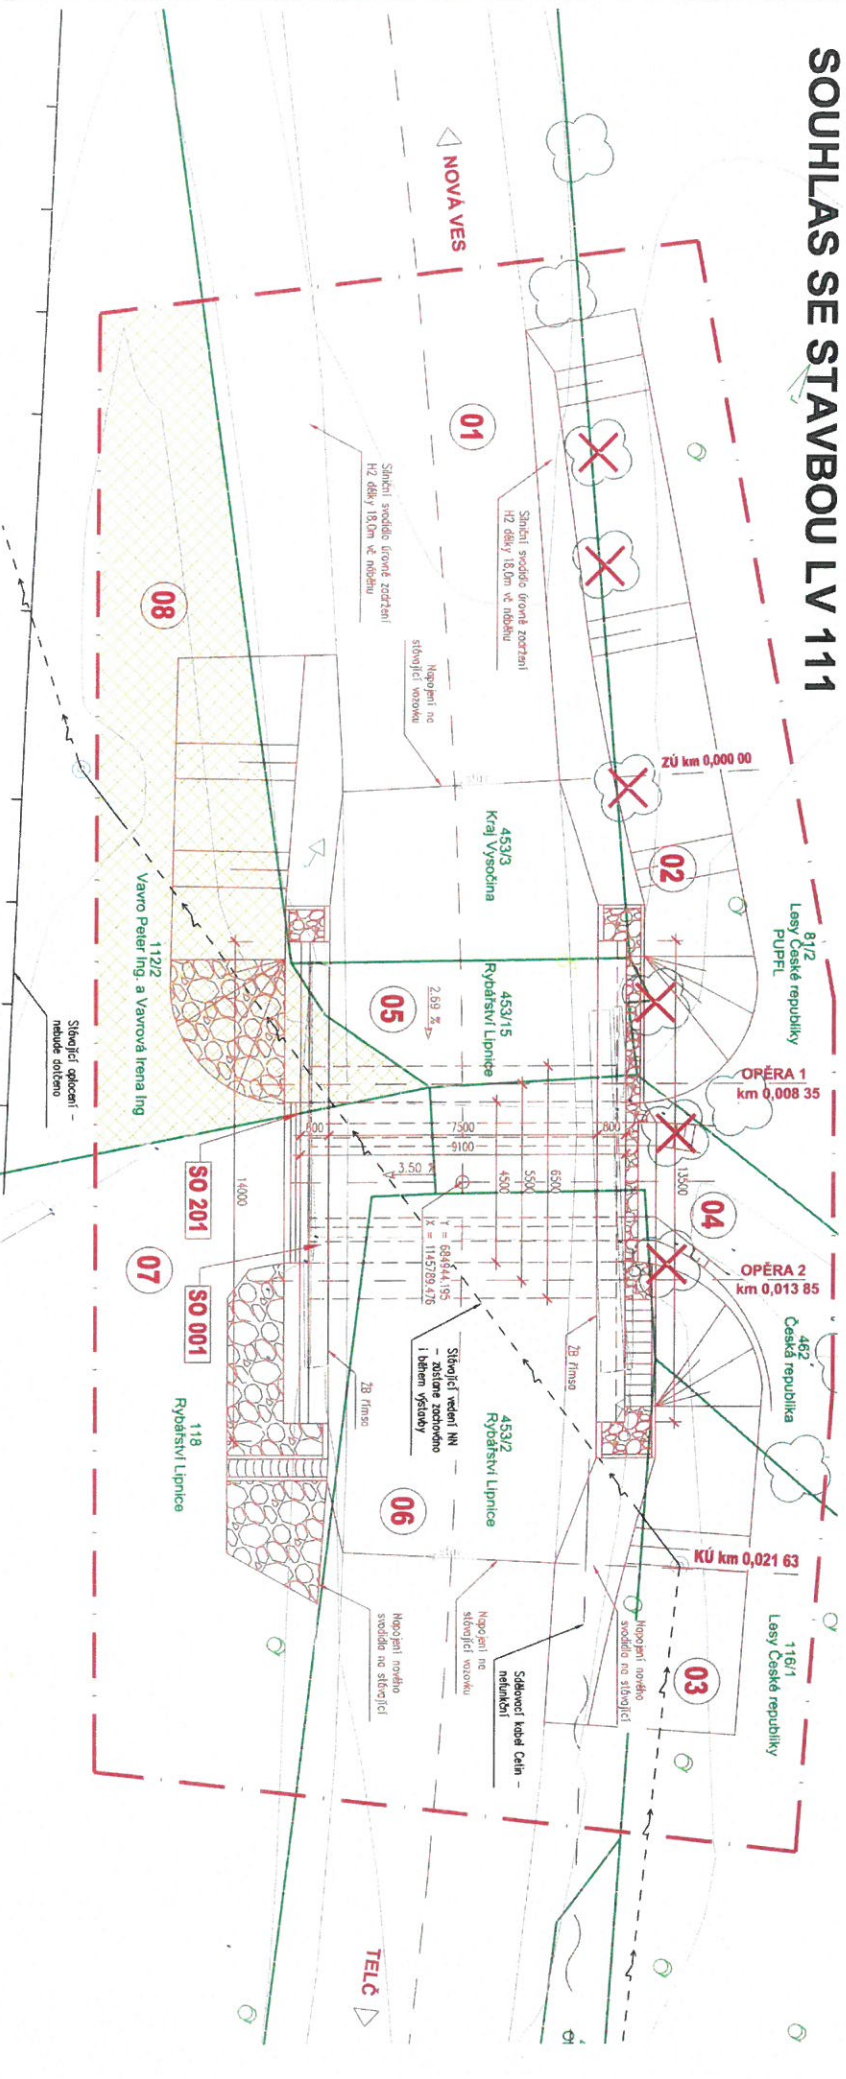 SOUHLAS SE STAVBOU LV 111
NOVÁ VES
01
Silniční svodidlo úrovně zadržení
H2 délky 18,0m vč náběhu
Silniční svodidlo úrovně zadržení
H2 délky 18,0m vč náběhu
Napojení na
stávající vozovku
08
ZÚ km 0,000 00
02
81/2
Lesy České republiky
PUPFL
453/3
Kraj Vysočina
453/15
Rybářství Lipnice
2.69 %
05
112/2
Vavro Peter Ing. a Vavrová Irena Ing
Stávající oplocení –
nebude dotčeno
OPĚRA 1
km 0,008 35
04
13500
OPĚRA 2
km 0,013 85
462
Česká republika
800
7500
800
9100
4500
5500
6500
3.50
14000
SO 201
SO 001
07
Y = 684944.195
X = 1145789.476
Stávající vedení NN
– zůstane zachováno
i během výstavby
ŽB římsa
ŽB římsa
453/2
Rybářství Lipnice
118
Rybářství Lipnice
06
KÚ km 0,021 63
116/1
Lesy České republiky
03
Napojení nového
svodidla na stávající
Napojení na
stávající vozovku
Napojení nového
svodidla na stávající
Sdělovací kabel Cetin –
nefunkční
TELČ